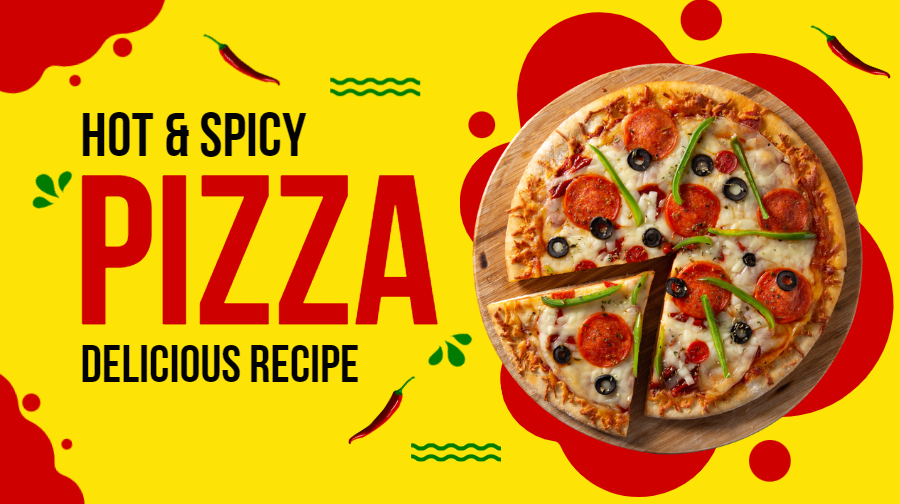 HOT & SPICY
PIZZA
DELICIOUS RECIPE